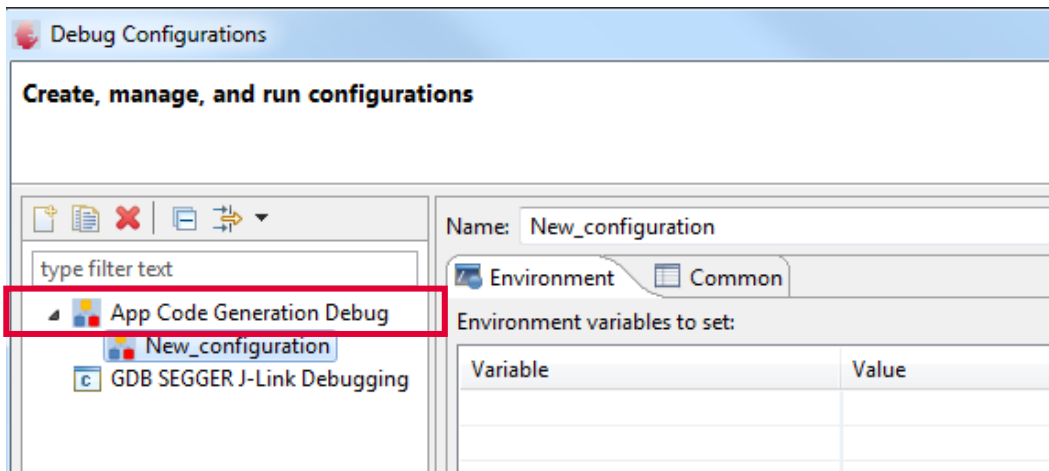 Debug Configurations
Create, manage, and run configurations
Name: New_configuration
type filter text
Environment Common
App Code Generation Debug
Environment variables to set:
New_configuration
Variable Value
GDB SEGGER J-Link Debugging